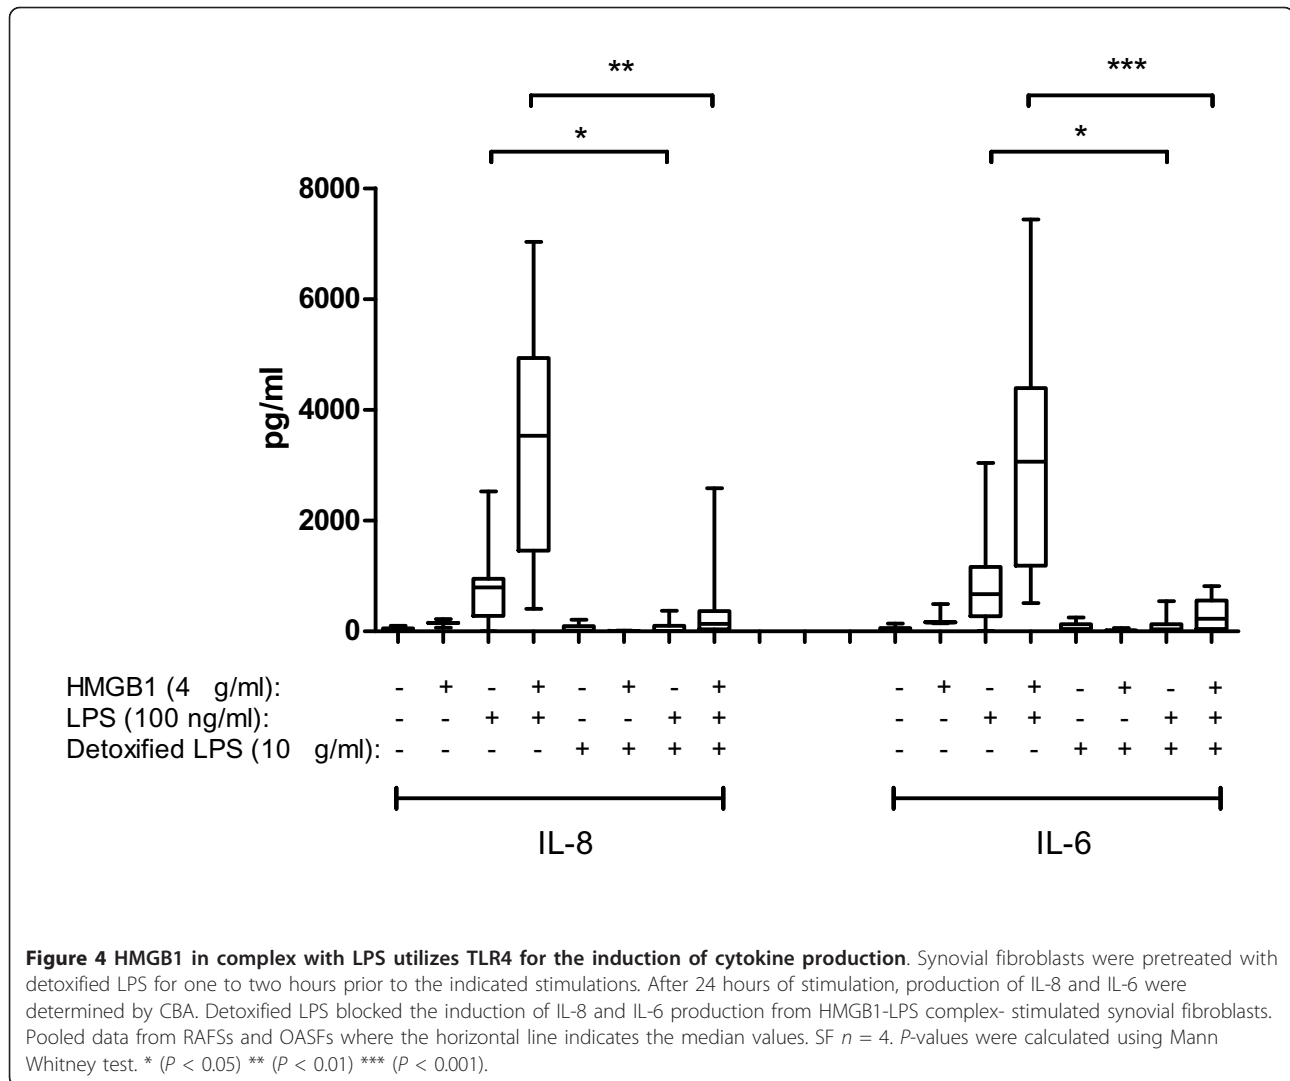 ** ***
* *
8000
6000
4000
2000
0
pg/ml
HMGB1 (4 g/ml): - + - + - + - + - + - + - + - +
LPS (100 ng/ml): - - + + - - + + - - + + - - + +
Detoxified LPS (10 g/ml): - - - - + + + + - - - - + + + +
IL-8 IL-6
Figure 4 HMGB1 in complex with LPS utilizes TLR4 for the induction of cytokine production. Synovial fibroblasts were pretreated with
detoxified LPS for one to two hours prior to the indicated stimulations. After 24 hours of stimulation, production of IL-8 and IL-6 were
determined by CBA. Detoxified LPS blocked the induction of IL-8 and IL-6 production from HMGB1-LPS complex- stimulated synovial fibroblasts.
Pooled data from RAFSs and OASFs where the horizontal line indicates the median values. SF n = 4. P-values were calculated using Mann
Whitney test. * (P < 0.05) ** (P < 0.01) *** (P < 0.001).